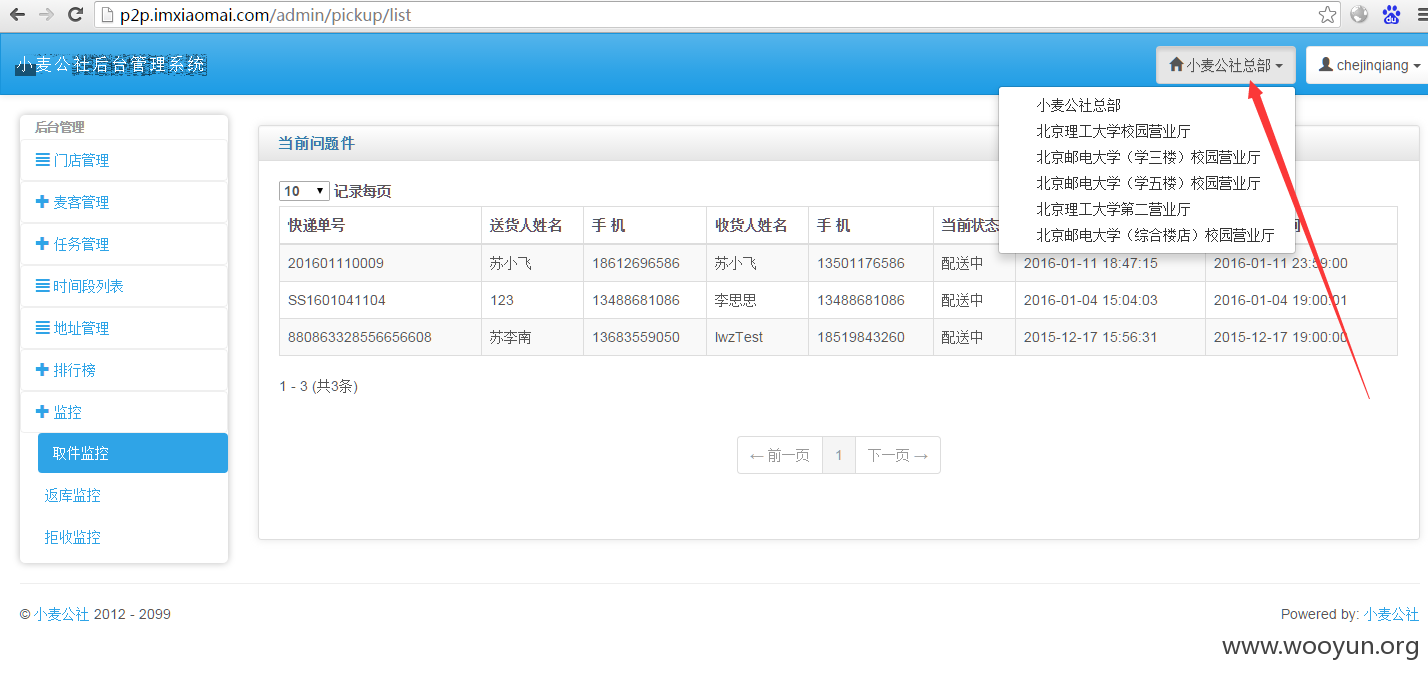 p2p.imxiaomai.com/admin/pickup/list
小麦公社后台管理系统
小麦公社总部
chejinqiang
小麦公社总部
北京理工大学校园营业厅
北京邮电大学（学三楼）校园营业厅
北京邮电大学（学五楼）校园营业厅
北京理工大学第二营业厅
北京邮电大学（综合楼店）校园营业厅
后台管理
门店管理
麦客管理
任务管理
时间段列表
地址管理
排行榜
监控
取件监控
返库监控
拒收监控
当前问题件
10 记录每页
快递单号 送货人姓名 手 机 收货人姓名 手 机 当前状态
201601110009 苏小飞 18612696586 苏小飞 13501176586 配送中 2016-01-11 18:47:15 2016-01-11 23:59:00
SS1601041104 123 13488681086 李思思 13488681086 配送中 2016-01-04 15:04:03 2016-01-04 19:00:01
880863328556656608 苏李南 13683559050 lwzTest 18519843260 配送中 2015-12-17 15:56:31 2015-12-17 19:00:00
1 - 3 (共3条)
← 前一页 1 下一页 →
© 小麦公社 2012 - 2099
Powered by: 小麦公社
www.wooyun.org